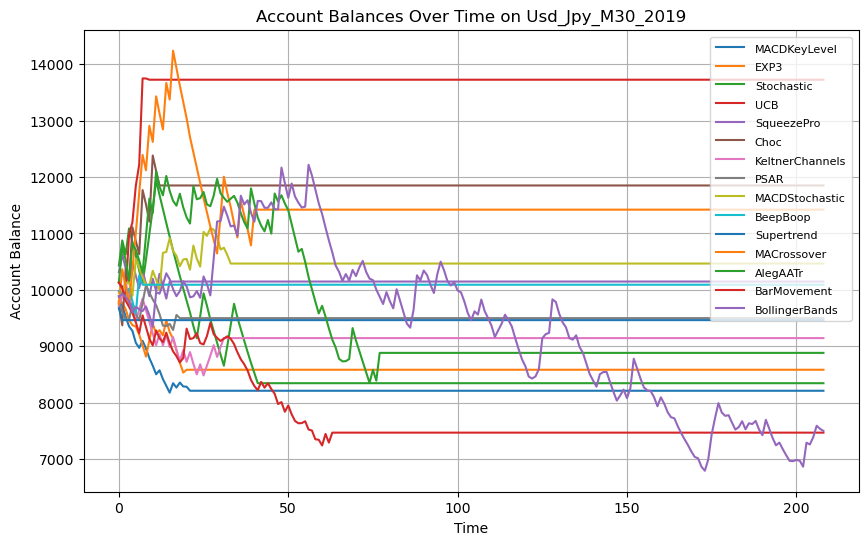 Account Balances Over Time on Usd_Jpy_M30_2019
Account Balance
14000
13000
12000
11000
10000
9000
8000
7000
MACDKeyLevel
EXP3
Stochastic
UCB
SqueezePro
Choc
KeltnerChannels
PSAR
MACDStochastic
BeepBoop
Supertrend
MACrossover
AlegAATr
BarMovement
BollingerBands
0
50
100
150
200
Time